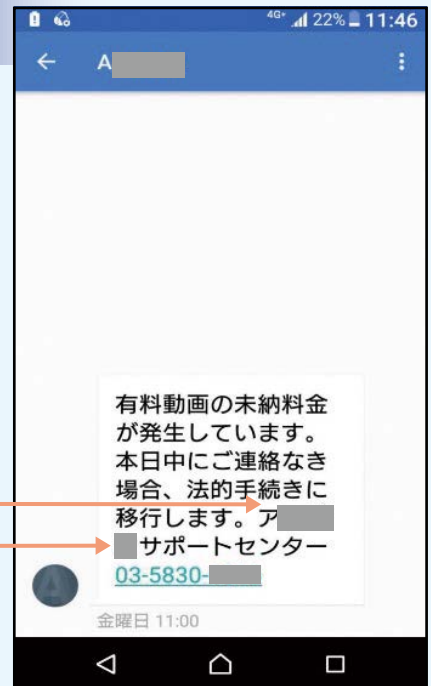 4G+ 22% 11:46
A
有料動画の未納料金
が発生しています。
本日中にご連絡なき
場合、法的手続きに
移行します。ア
サポートセンター
03-5830-
金曜日 11:00